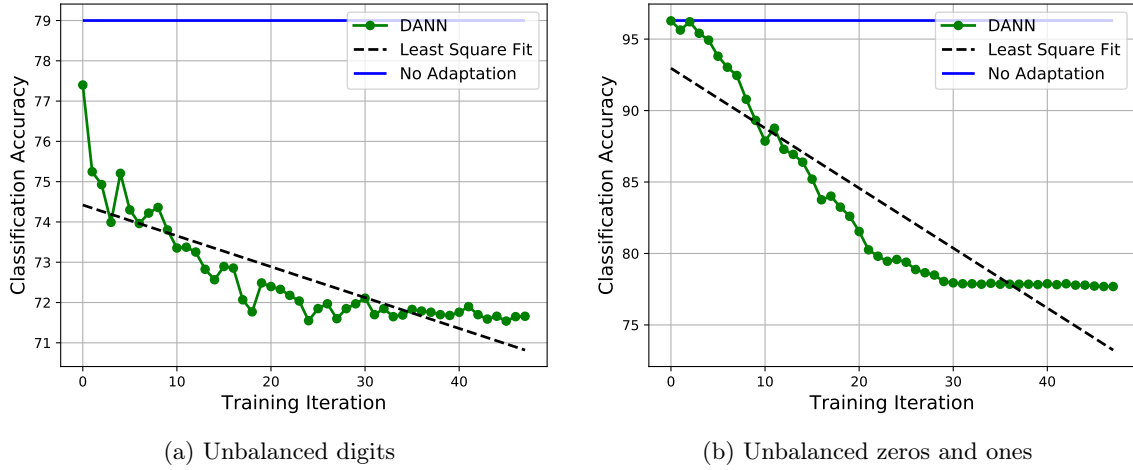 79
78
77
76
75
74
73
72
71
Classification Accuracy
DANN
Least Square Fit
No Adaptation
0
10
20
30
40
Training Iteration
(a) Unbalanced digits
95
90
85
80
75
Classification Accuracy
DANN
Least Square Fit
No Adaptation
0
10
20
30
40
Training Iteration
(b) Unbalanced zeros and ones